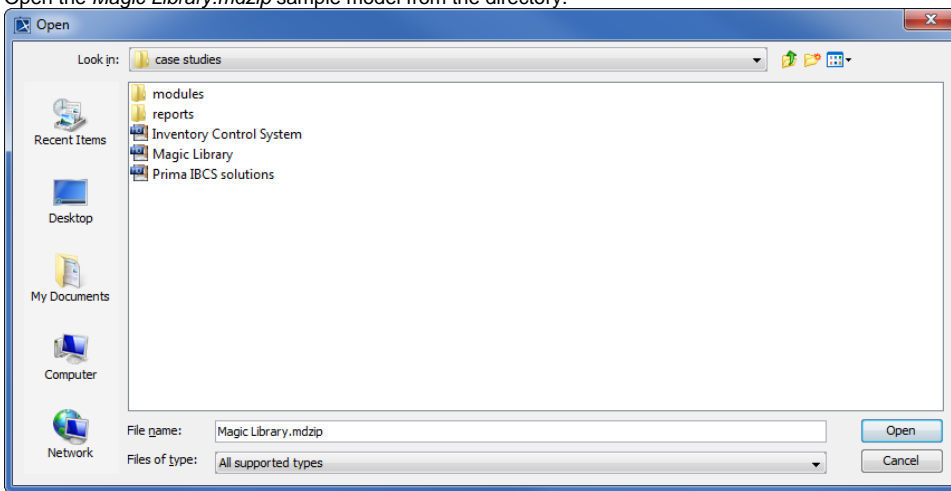 Open the Magic Library.mdzip sample model from the directory.
Open
Look in: case studies
modules
reports
Inventory Control System
Magic Library
Prima IBCS solutions
Recent Items
Desktop
My Documents
Computer
Network
File name: Magic Library.mdzip Open
Files of type: All supported types Cancel